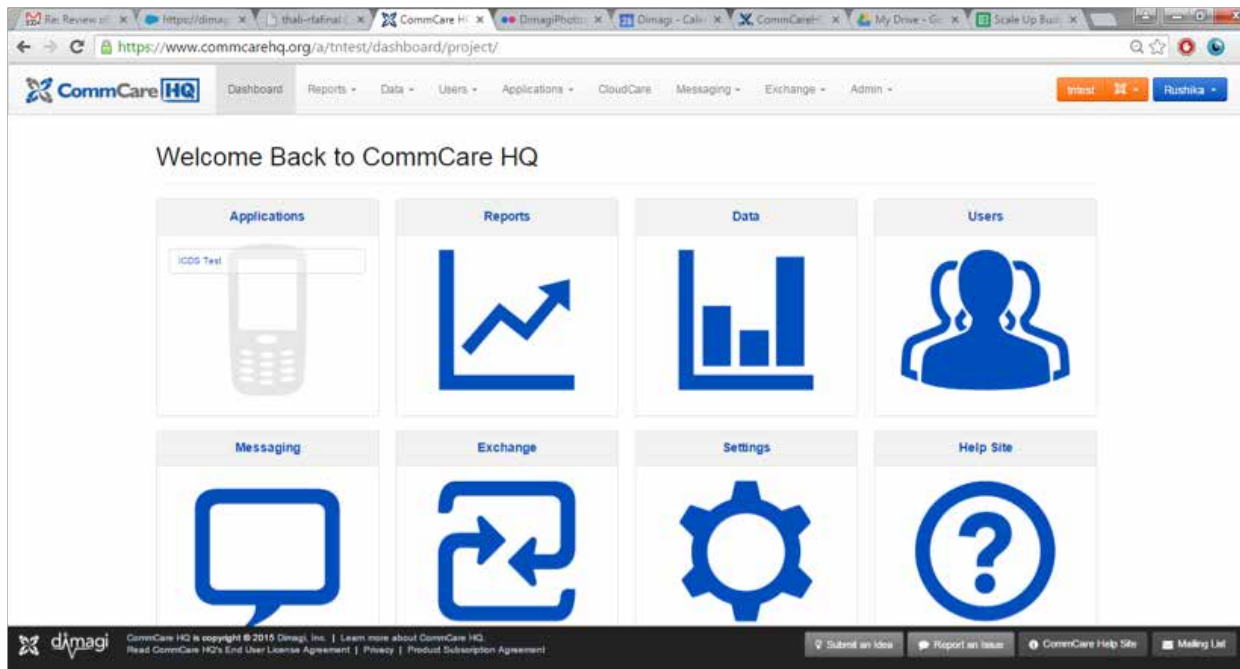 Re: Review of
https://dimag
thali-rfafinal (
CommCare H
DimagiPhoto
Dimagi - Cale
CommCareH
My Drive - Go
Scale Up Busi
https://www.commcarehq.org/a/tntest/dashboard/project/
CommCare HQ
Dashboard
Reports
Data
Users
Applications
CloudCare
Messaging
Exchange
Admin
tntest
Rushika
Welcome Back to CommCare HQ
Applications
Reports
Data
Users
ICDS Test
Messaging
Exchange
Settings
Help Site
?
dimagi
CommCare HQ is copyright © 2015 Dimagi, Inc. | Learn more about CommCare HQ.
Read CommCare HQ's End User License Agreement | Privacy | Product Subscription Agreement
Submit an Idea
Report an Issue
CommCare Help Site
Mailing List